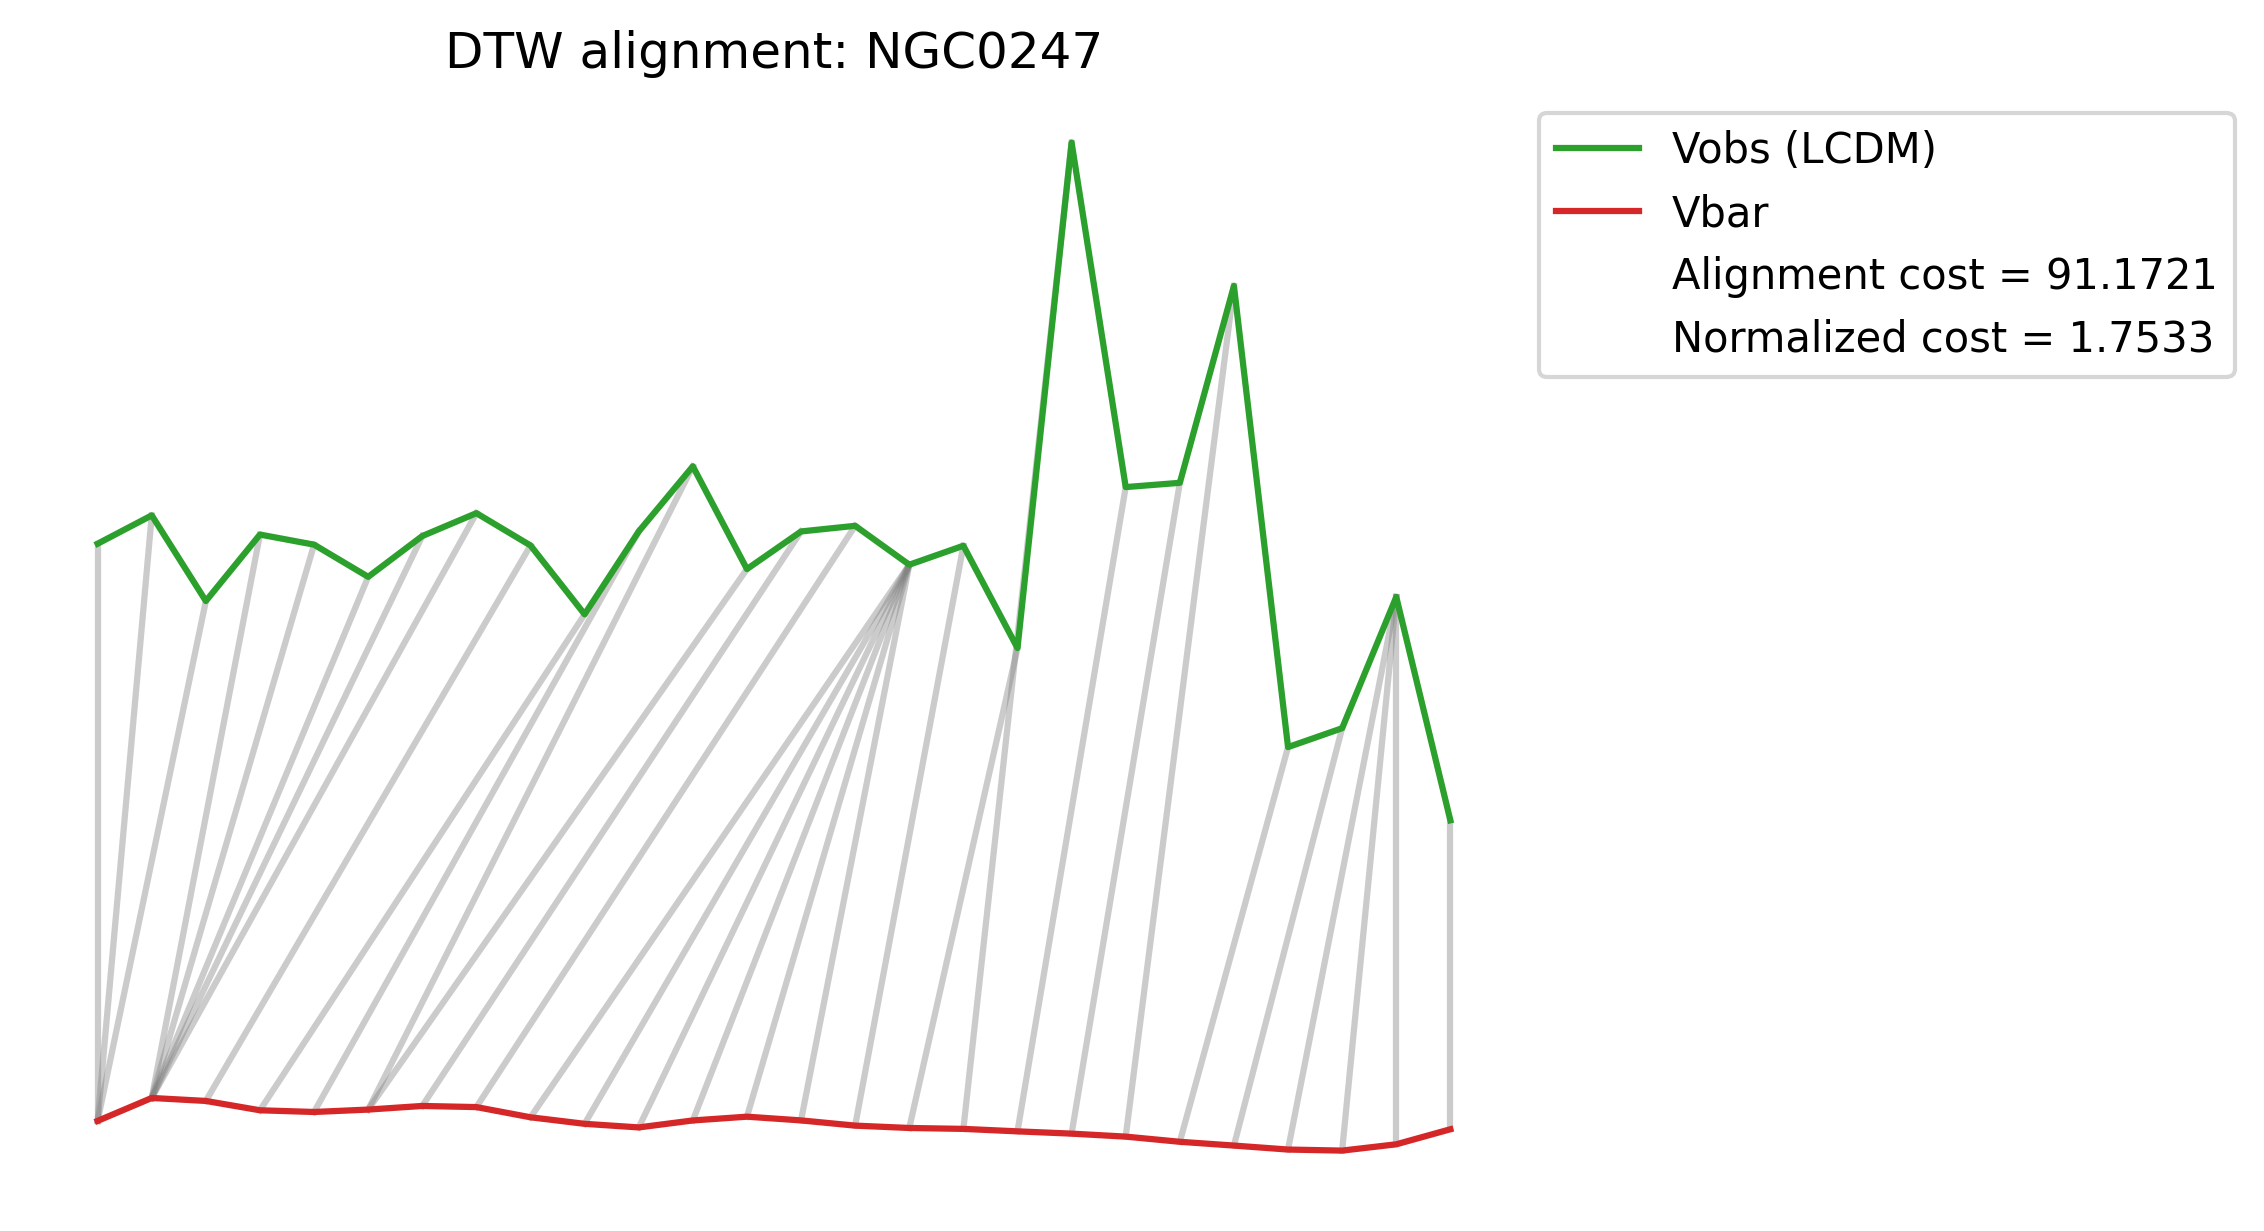 DTW alignment: NGC0247
Vobs (LCDM)
Vbar
Alignment cost = 91.1721
Normalized cost = 1.7533